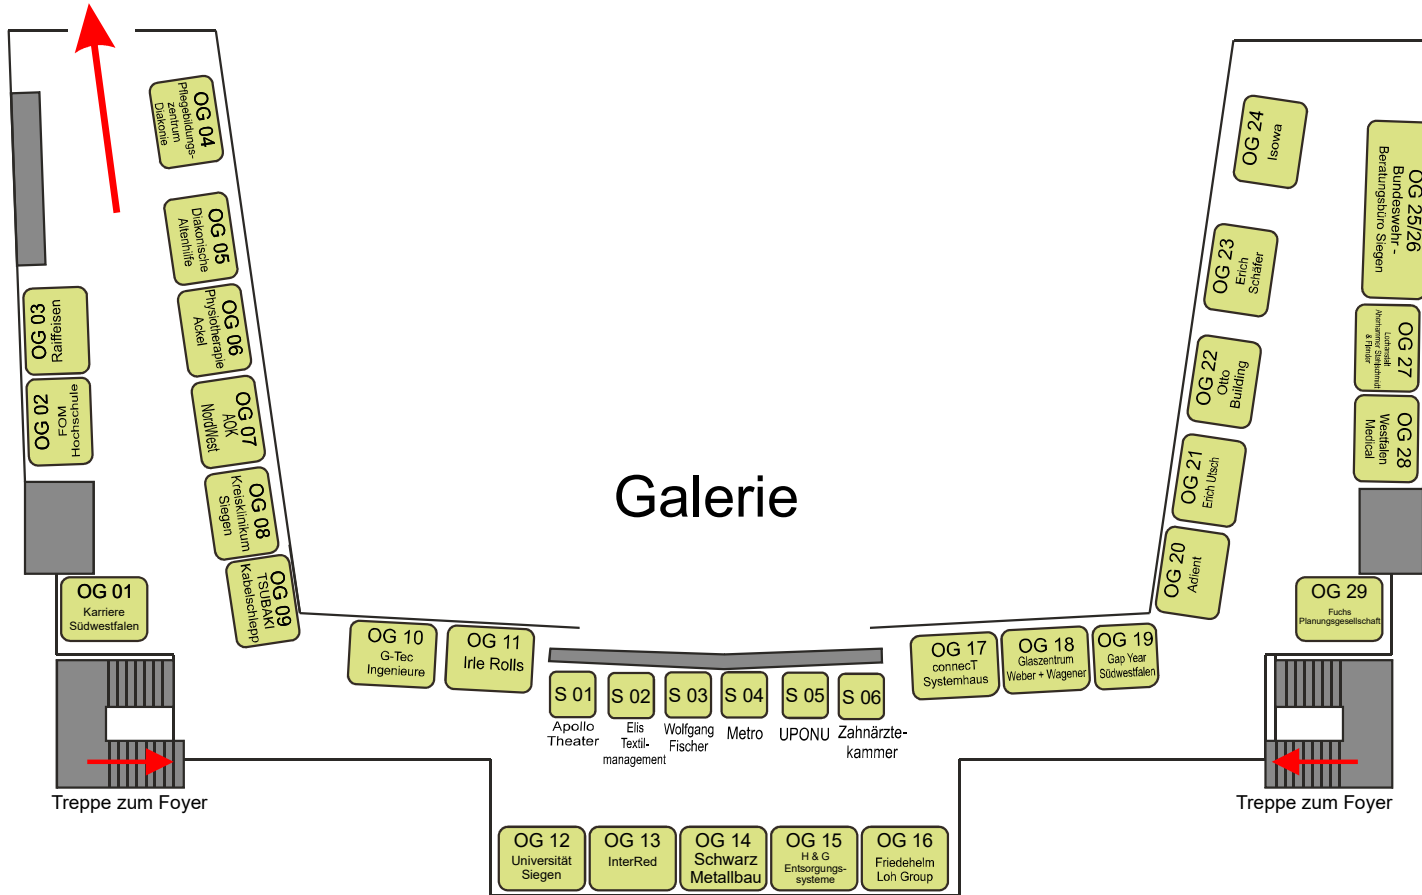 OG 04
Pflegebildungs-
zentrum
Diakonie
OG 05
Diakonische
Altenhilfe
OG 06
Physiotherapie
Ackel
OG 07
AOK
NordWest
OG 08
Kreisklinikum
Siegen
OG 09
TSUBAKI
Kabelschlepp
OG 03
Raiffeisen
OG 02
FOM
Hochschule
OG 01
Karriere
Südwestfalen
Treppe zum Foyer
Galerie
OG 10
G-Tec
Ingenieure
OG 11
Irle Rolls
S 01
Apollo
Theater
S 02
Elis
Textil-
management
S 03
Wolfgang
Fischer
S 04
Metro
S 05
UPONU
S 06
Zahnärzte-
kammer
OG 12
Universität
Siegen
OG 13
InterRed
OG 14
Schwarz
Metallbau
OG 15
H & G
Entsorgungs-
systeme
OG 16
Friedehelm
Loh Group
OG 17
connecT
Systemhaus
OG 18
Glaszentrum
Weber + Wagener
OG 19
Gap Year
Südwestfalen
OG 20
Adient
OG 21
Erich Utsch
OG 22
Otto
Building
OG 23
Erich
Schäfer
OG 24
Isowa
OG 25/26
Bundeswehr -
Beratungsbüro Siegen
OG 27
& Flender
OG 28
Westfalen
Medical
OG 29
Fuchs
Planungsgesellschaft
Treppe zum Foyer